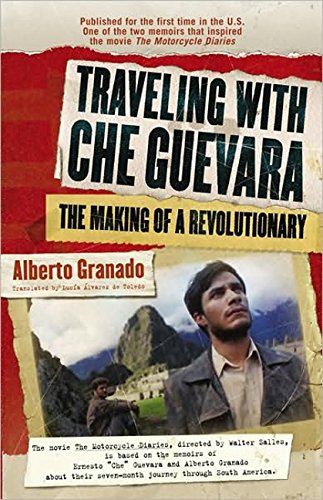 Published for the first time in the U.S.
One of the two memoirs that inspired
the movie The Motorcycle Diaries
TRAVELING WITH
CHE GUEVARA
THE MAKING OF A REVOLUTIONARY
Alberto Granado
Translated by Lucía Álvarez de Toledo
The movie The Motorcycle Diaries, directed by Walter Salles,
is based on the memoirs of
Ernesto "Che" Guevara and Alberto Granado
about their seven-month journey through South America.